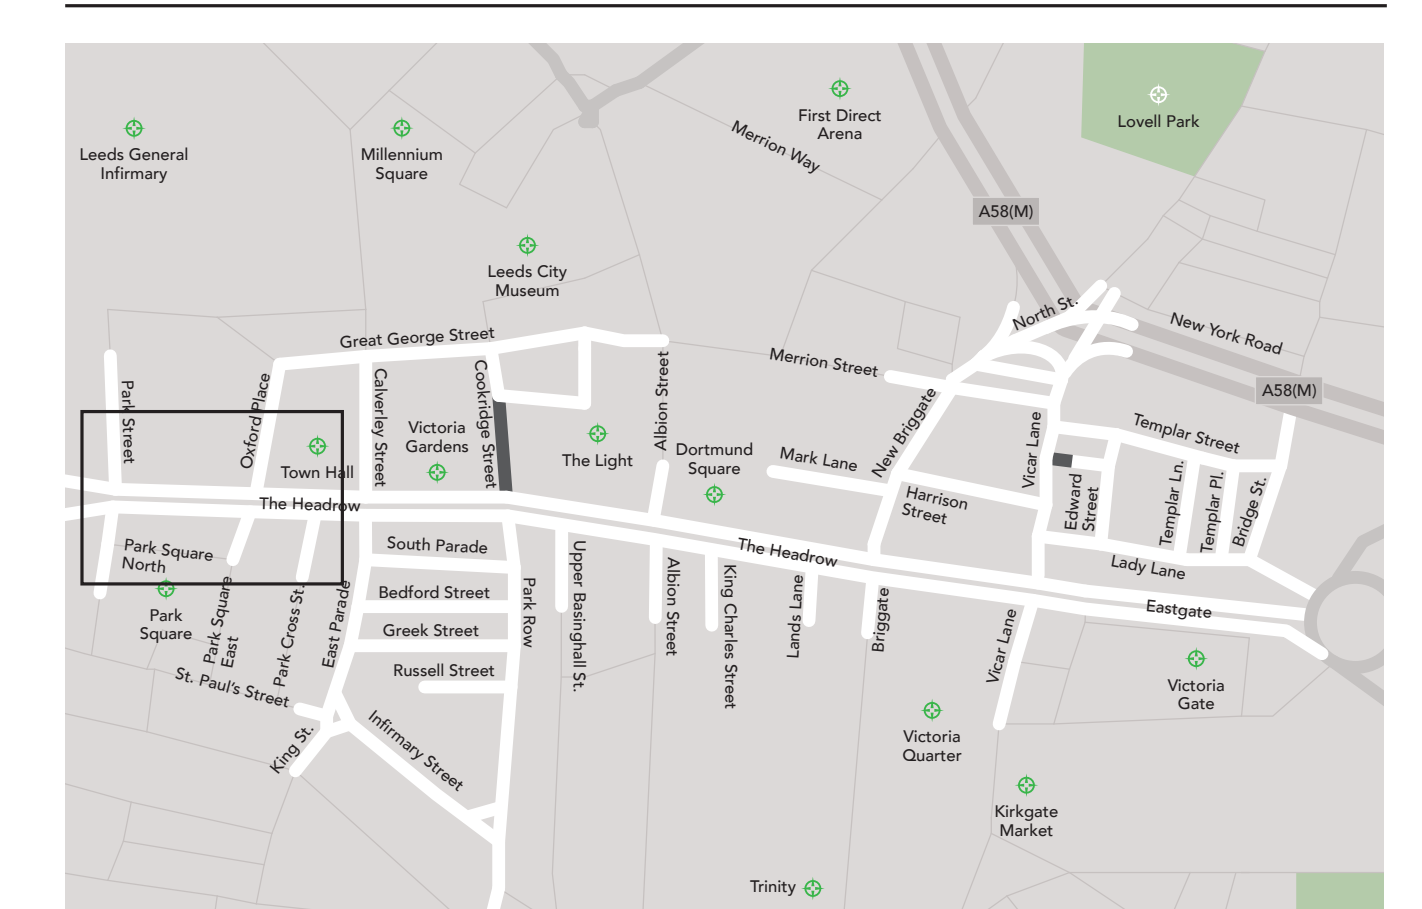 First Direct
Arena
Lovell Park
Merrion Way
Leeds General
Infirmary
Millennium
Square
A58(M)
Leeds City
Museum
North St.
New York Road
Great George Street
Merrion Street
A58(M)
Park Street
Oxford Place
Calverley Street
Cookridge Street
Albion Street
New Briggate
Vicar Lane
Templar Street
Victoria
Gardens
The Light
Dortmund
Square
Mark Lane
Town Hall
Harrison
Street
Edward
Street
Templar Ln.
Templar Pl.
Bridge St.
The Headrow
Park Square
North
South Parade
The Headrow
Lady Lane
Eastgate
Park
Square
Park Square
East
Park Cross St.
East Parade
Bedford Street
Greek Street
Russell Street
Park Row
Upper Basinghall St.
Albion Street
King Charles Street
Lands Lane
Briggate
Vicar Lane
St. Paul's Street
King St.
Infirmary Street
Victoria
Gate
Victoria
Quarter
Kirkgate
Market
Trinity